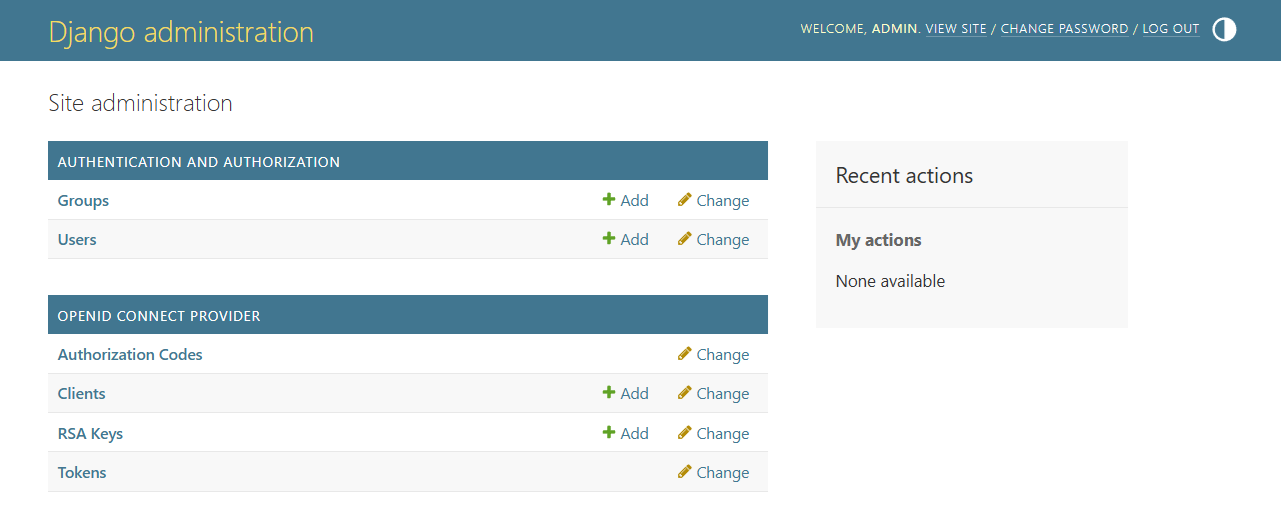 Django administration
WELCOME, ADMIN. VIEW SITE / CHANGE PASSWORD / LOG OUT
Site administration
AUTHENTICATION AND AUTHORIZATION
Groups Add Change
Users Add Change
OPENID CONNECT PROVIDER
Authorization Codes Change
Clients Add Change
RSA Keys Add Change
Tokens Change
Recent actions
My actions
None available